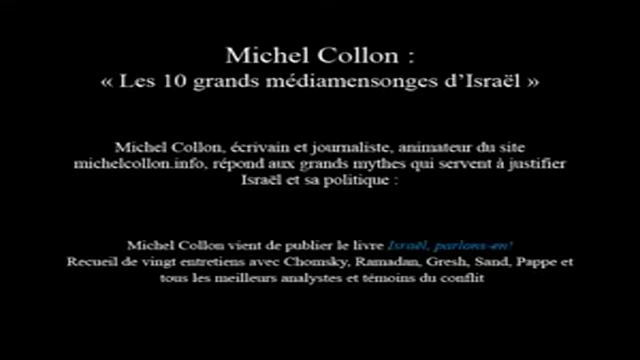 Michel Collon :
« Les 10 grands médiamensonges d'Israël »
Michel Collon, écrivain et journaliste, animateur du site
michelcollon.info, répond aux grands mythes qui servent à justifier
Israël et sa politique :
Michel Collon vient de publier le livre Israël, parlons-en!
Recueil de vingt entretiens avec Chomsky, Ramadan, Gresh, Sand, Pappe et
tous les meilleurs analystes et témoins du conflit